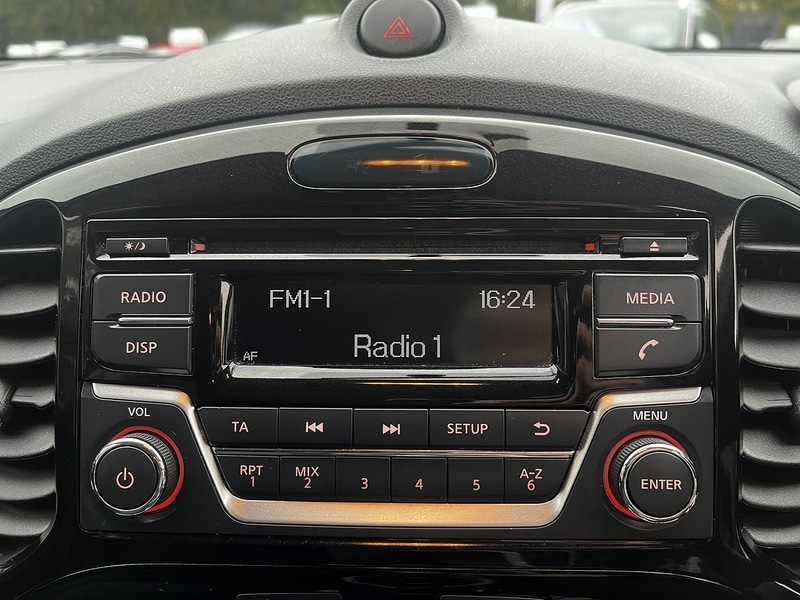 RADIO
DISP
FM1-1 16:24
Radio 1
AF
MEDIA
VOL
MENU
TA
SETUP
RPT MIX A-Z
1 2 3 4 5 6
ENTER